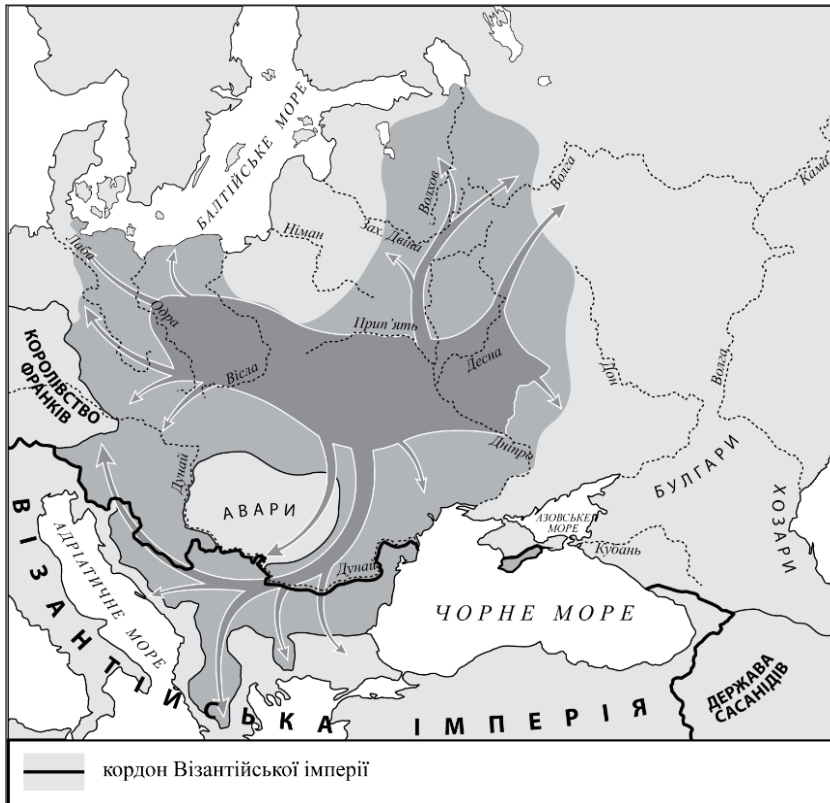 БАЛТІЙСЬКЕ МОРЕ
Волхов
Волга
Кама
Зах. Двіна
Німан
Лаба
Одра
Прип'ять
Вісла
Десна
Дон
Волга
КОРОЛІВСТВО
ФРАНКІВ
Дунай
Дніпро
АВАРИ
БУЛГАРИ
ХОЗАРИ
АЗОВСЬКЕ
МОРЕ
Кубань
Дунай
АДРІАТИЧНЕ МОРЕ
ЧОРНЕ МОРЕ
ВІЗАНТІЙСЬКА ІМПЕРІЯ
ДЕРЖАВА
САСАНІДІВ
кордон Візантійської імперії